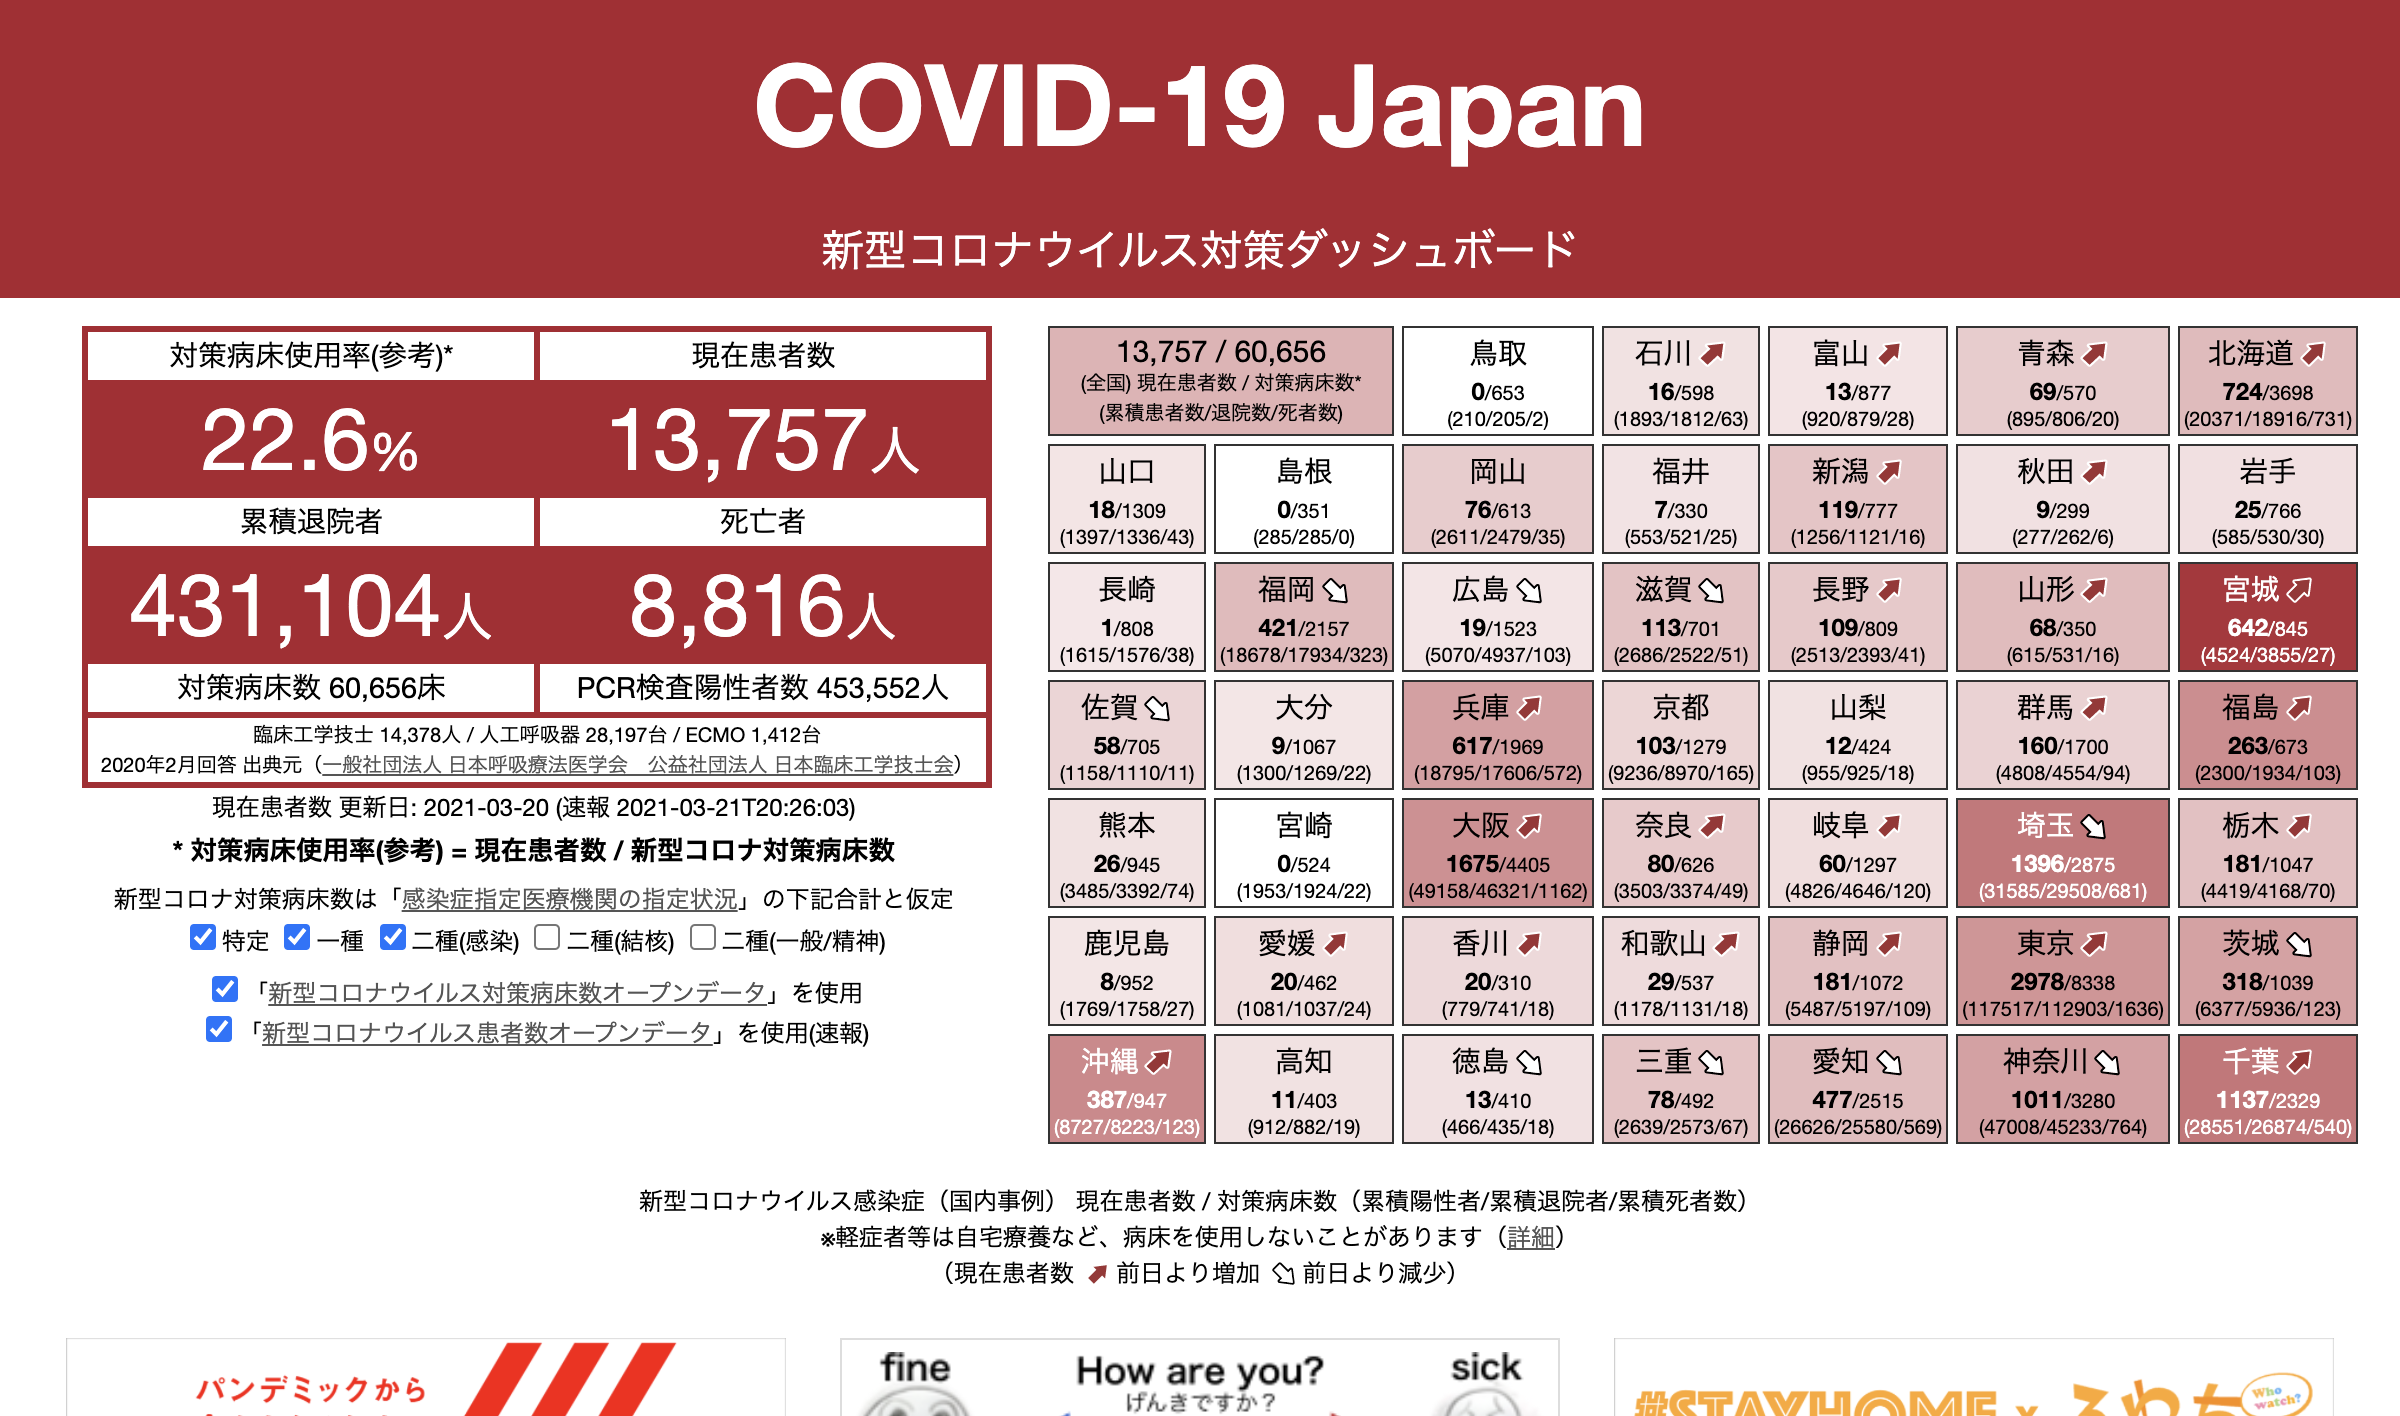 COVID-19 Japan
新型コロナウイルス対策ダッシュボード
対策病床使用率(参考)*
現在患者数
22.6%
13,757人
累積退院者
死亡者
431,104人
8,816人
対策病床数 60,656床
PCR検査陽性者数 453,552人
臨床工学技士 14,378人 / 人工呼吸器 28,197台 / ECMO 1,412台
2020年2月回答 出典元（一般社団法人 日本呼吸療法医学会　公益社団法人 日本臨床工学技士会）
現在患者数 更新日: 2021-03-20 (速報 2021-03-21T20:26:03)
* 対策病床使用率(参考) = 現在患者数 / 新型コロナ対策病床数
新型コロナ対策病床数は「感染症指定医療機関の指定状況」の下記合計と仮定
特定 一種 二種(感染) 二種(結核) 二種(一般/精神)
「新型コロナウイルス対策病床数オープンデータ」を使用
「新型コロナウイルス患者数オープンデータ」を使用(速報)
13,757 / 60,656
(全国) 現在患者数 / 対策病床数*
(累積患者数/退院数/死者数)
鳥取
0/653
(210/205/2)
石川
16/598
(1893/1812/63)
富山
13/877
(920/879/28)
青森
69/570
(895/806/20)
北海道
724/3698
(20371/18916/731)
山口
18/1309
(1397/1336/43)
島根
0/351
(285/285/0)
岡山
76/613
(2611/2479/35)
福井
7/330
(553/521/25)
新潟
119/777
(1256/1121/16)
秋田
9/299
(277/262/6)
岩手
25/766
(585/530/30)
長崎
1/808
(1615/1576/38)
福岡
421/2157
(18678/17934/323)
広島
19/1523
(5070/4937/103)
滋賀
113/701
(2686/2522/51)
長野
109/809
(2513/2393/41)
山形
68/350
(615/531/16)
宮城
642/845
(4524/3855/27)
佐賀
58/705
(1158/1110/11)
大分
9/1067
(1300/1269/22)
兵庫
617/1969
(18795/17606/572)
京都
103/1279
(9236/8970/165)
山梨
12/424
(955/925/18)
群馬
160/1700
(4808/4554/94)
福島
263/673
(2300/1934/103)
熊本
26/945
(3485/3392/74)
宮崎
0/524
(1953/1924/22)
大阪
1675/4405
(49158/46321/1162)
奈良
80/626
(3503/3374/49)
岐阜
60/1297
(4826/4646/120)
埼玉
1396/2875
(31585/29508/681)
栃木
181/1047
(4419/4168/70)
鹿児島
8/952
(1769/1758/27)
愛媛
20/462
(1081/1037/24)
香川
20/310
(779/741/18)
和歌山
29/537
(1178/1131/18)
静岡
181/1072
(5487/5197/109)
東京
2978/8338
(117517/112903/1636)
茨城
318/1039
(6377/5936/123)
沖縄
387/947
(8727/8223/123)
高知
11/403
(912/882/19)
徳島
13/410
(466/435/18)
三重
78/492
(2639/2573/67)
愛知
477/2515
(26626/25580/569)
神奈川
1011/3280
(47008/45233/764)
千葉
1137/2329
(28551/26874/540)
新型コロナウイルス感染症（国内事例） 現在患者数 / 対策病床数（累積陽性者/累積退院者/累積死者数）
※軽症者等は自宅療養など、病床を使用しないことがあります（詳細）
（現在患者数 前日より増加 前日より減少）
パンデミックから
fine
How are you?
げんきですか？
sick
#STAYHOME x
Who watch?